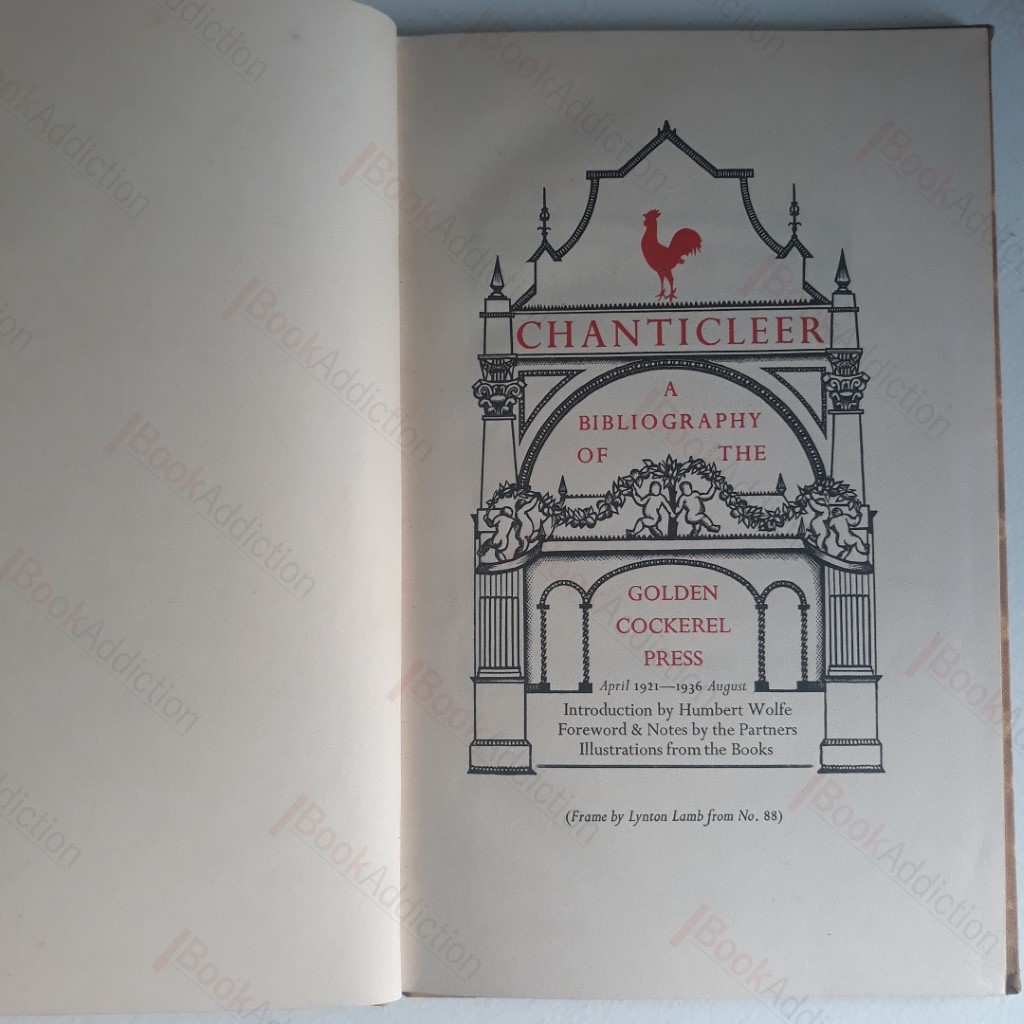 CHANTICLEER
A
BIBLIOGRAPHY
OF THE
GOLDEN
COCKEREL
PRESS
April 1921—1936 August
Introduction by Humbert Wolfe
Foreword & Notes by the Partners
Illustrations from the Books
(Frame by Lynton Lamb from No. 88)
BookAddiction